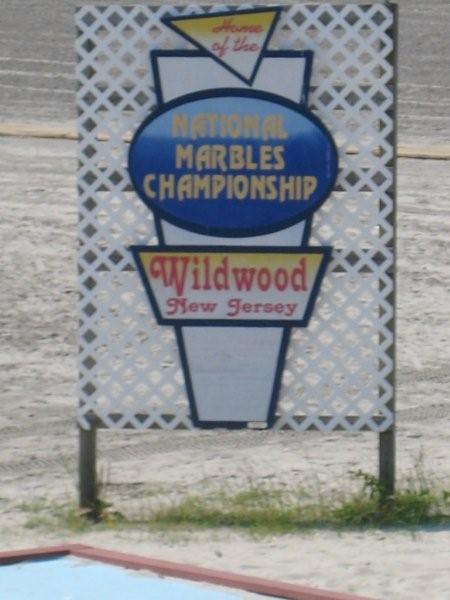 Home
of the
NATIONAL
MARBLES
CHAMPIONSHIP
Wildwood
New Jersey